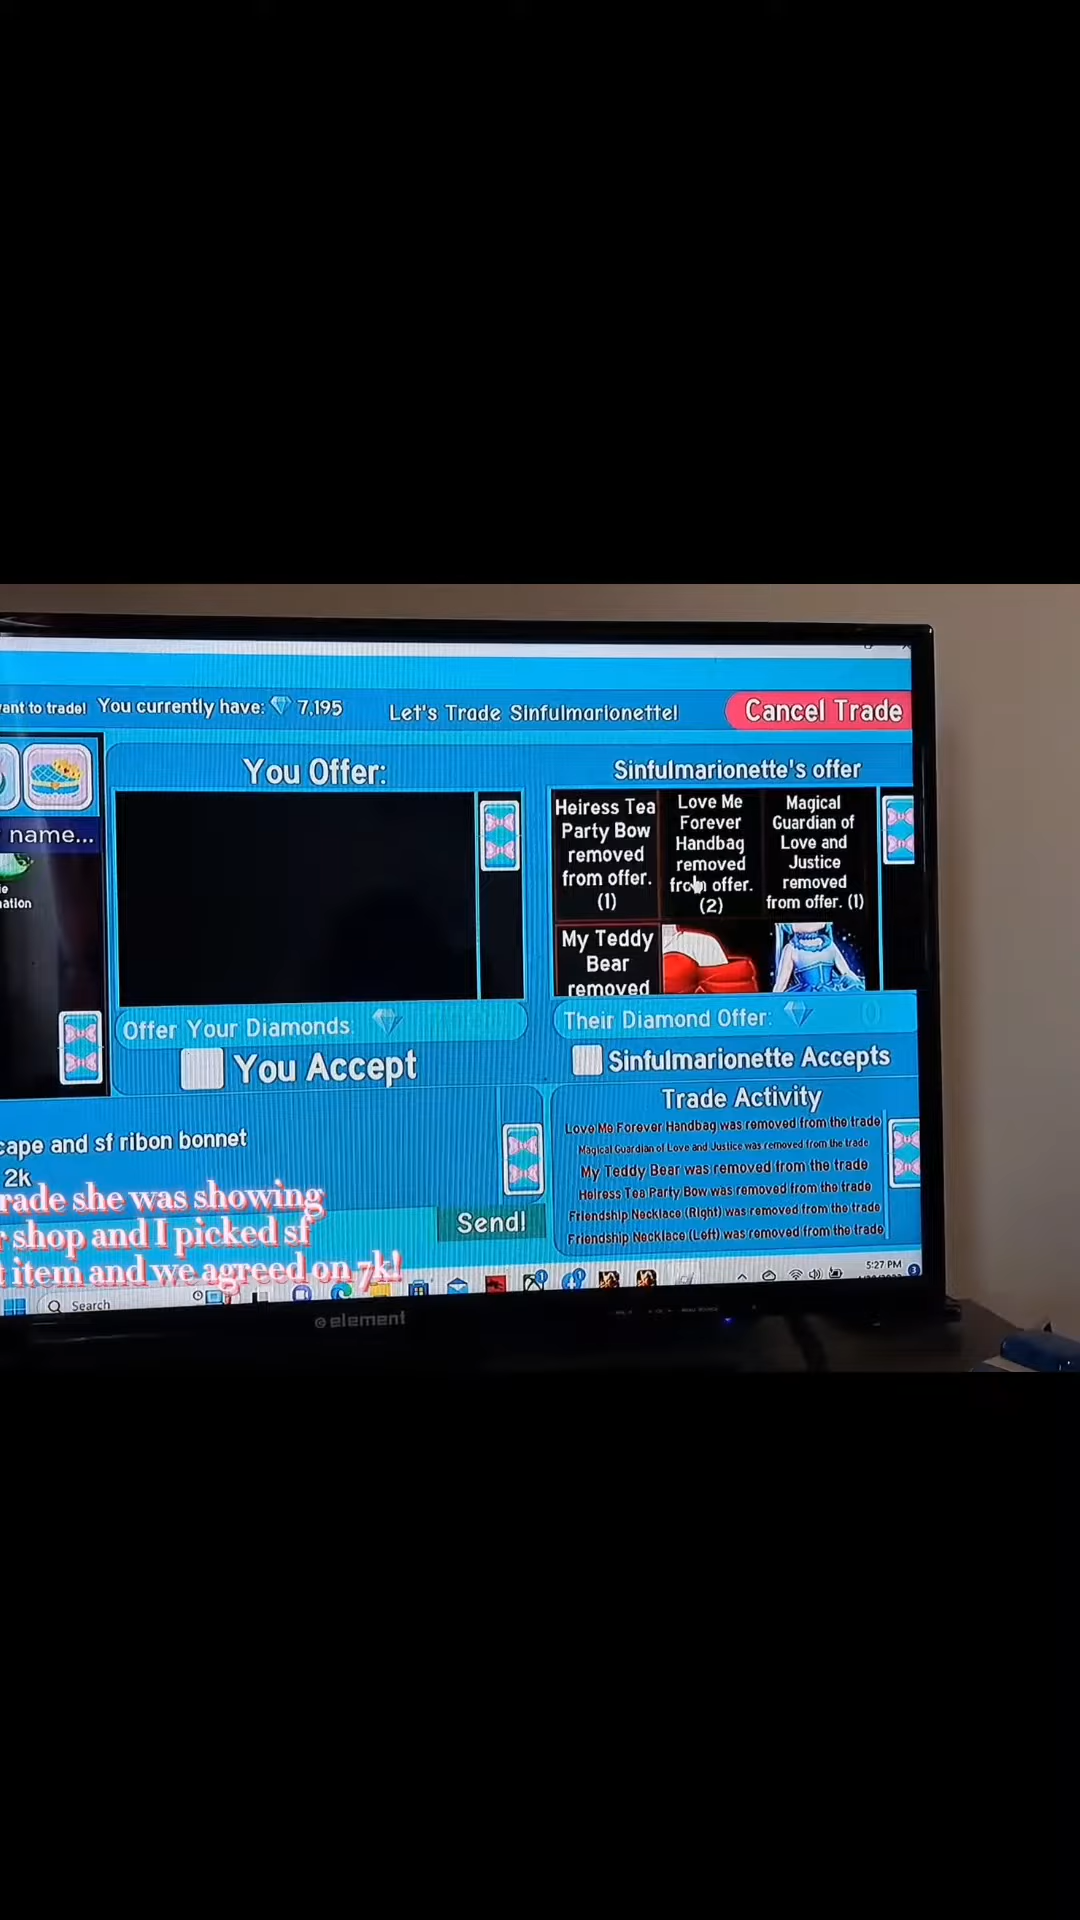 want to trade! You currently have: 7,195
Let's Trade Sinfulmarionette!
Cancel Trade
You Offer:
Sinfulmarionette's offer
name...
ation
Heiress Tea
Party Bow
removed
from offer.
(1)
Love Me
Forever
Handbag
removed
from offer.
(2)
Magical
Guardian of
Love and
Justice
removed
from offer. (1)
My Teddy
Bear
removed
Offer Your Diamonds:
Their Diamond Offer: 0
You Accept
Sinfulmarionette Accepts
Trade Activity
Love Me Forever Handbag was removed from the trade
Magical Guardian of Love and Justice was removed from the trade
My Teddy Bear was removed from the trade
Heiress Tea Party Bow was removed from the trade
Friendship Necklace (Right) was removed from the trade
Friendship Necklace (Left) was removed from the trade
cape and sf ribon bonnet
2k
rade she was showing
r shop and I picked sf
t item and we agreed on 7k!
Send!
Search
5:27 PM
element